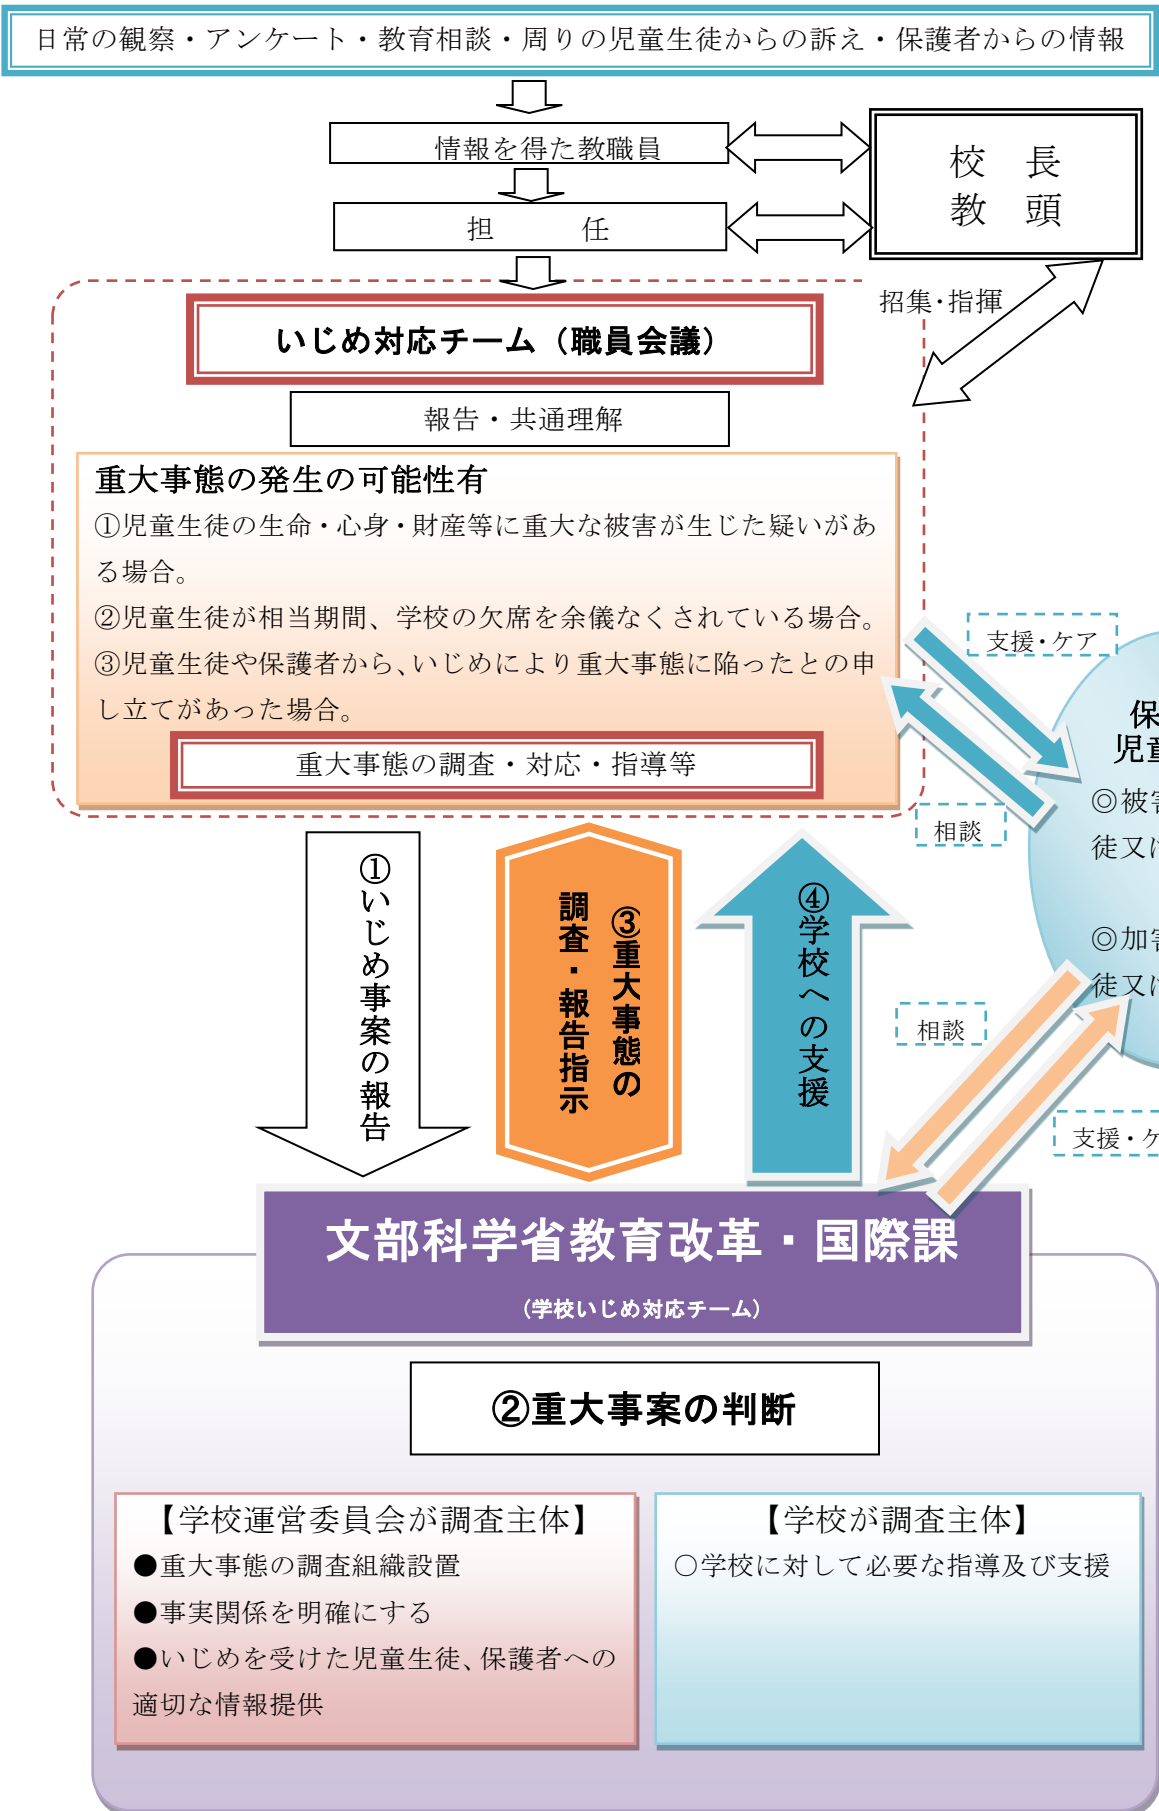 日常の観察・アンケート・教育相談・周りの児童生徒からの訴え・保護者からの情報
情報を得た教職員
校　長
教　頭
担　　　任
招集・指揮
いじめ対応チーム（職員会議）
報告・共通理解
重大事態の発生の可能性有
①児童生徒の生命・心身・財産等に重大な被害が生じた疑いがあ
る場合。
②児童生徒が相当期間、学校の欠席を余儀なくされている場合。
③児童生徒や保護者から、いじめにより重大事態に陥ったとの申
し立てがあった場合。
重大事態の調査・対応・指導等
支援・ケア
相談
保
児童
◎被害
徒又は
◎加害
徒又は
相談
支援・ケ
①いじめ事案の報告
③重大事態の
調査・報告指示
④学校への支援
文部科学省教育改革・国際課
（学校いじめ対応チーム）
②重大事案の判断
【学校運営委員会が調査主体】
●重大事態の調査組織設置
●事実関係を明確にする
●いじめを受けた児童生徒、保護者への
適切な情報提供
【学校が調査主体】
○学校に対して必要な指導及び支援